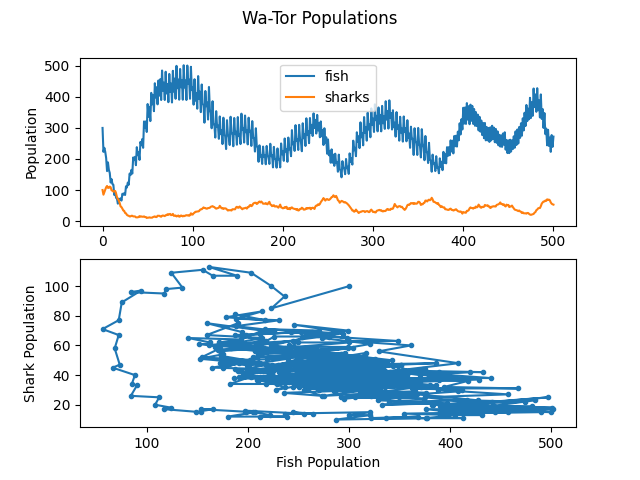 Wa-Tor Populations
500
400
300
200
100
0
Population
fish
sharks
0 100 200 300 400 500
100
80
60
40
20
Shark Population
100 200 300 400 500
Fish Population